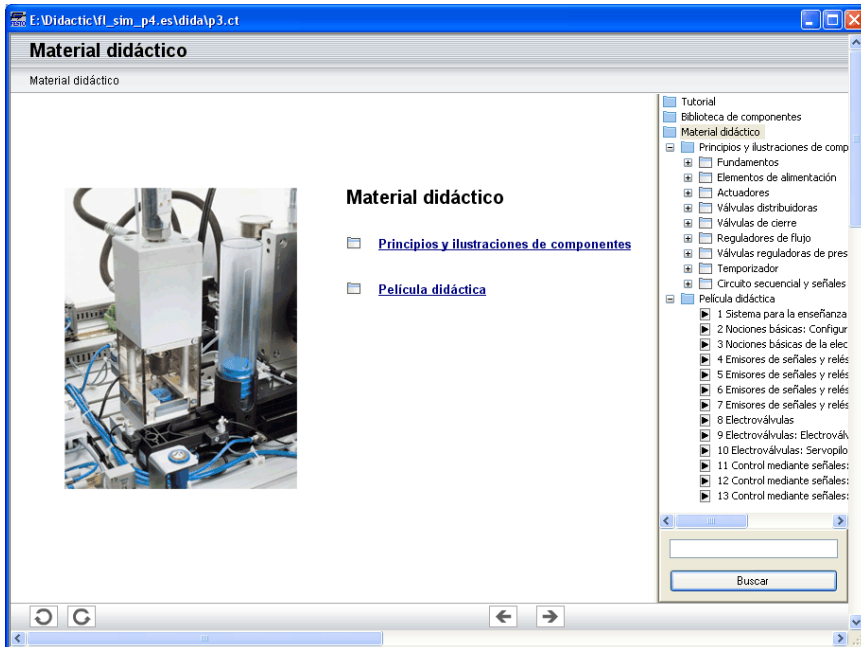 FESTO E:\Didactic\fl_sim_p4.es\dida\p3.ct
Material didáctico
Material didáctico
Material didáctico
Principios y ilustraciones de componentes
Película didáctica
Tutorial
Biblioteca de componentes
Material didáctico
Principios y ilustraciones de comp
Fundamentos
Elementos de alimentación
Actuadores
Válvulas distribuidoras
Válvulas de cierre
Reguladores de flujo
Válvulas reguladoras de pres
Temporizador
Circuito secuencial y señales
Película didáctica
1 Sistema para la enseñanza
2 Nociones básicas: Configur
3 Nociones básicas de la elec
4 Emisores de señales y relés
5 Emisores de señales y relés
6 Emisores de señales y relés
7 Emisores de señales y relés
8 Electroválvulas
9 Electroválvulas: Electroválv
10 Electroválvulas: Servopilo
11 Control mediante señales:
12 Control mediante señales:
13 Control mediante señales:
Buscar